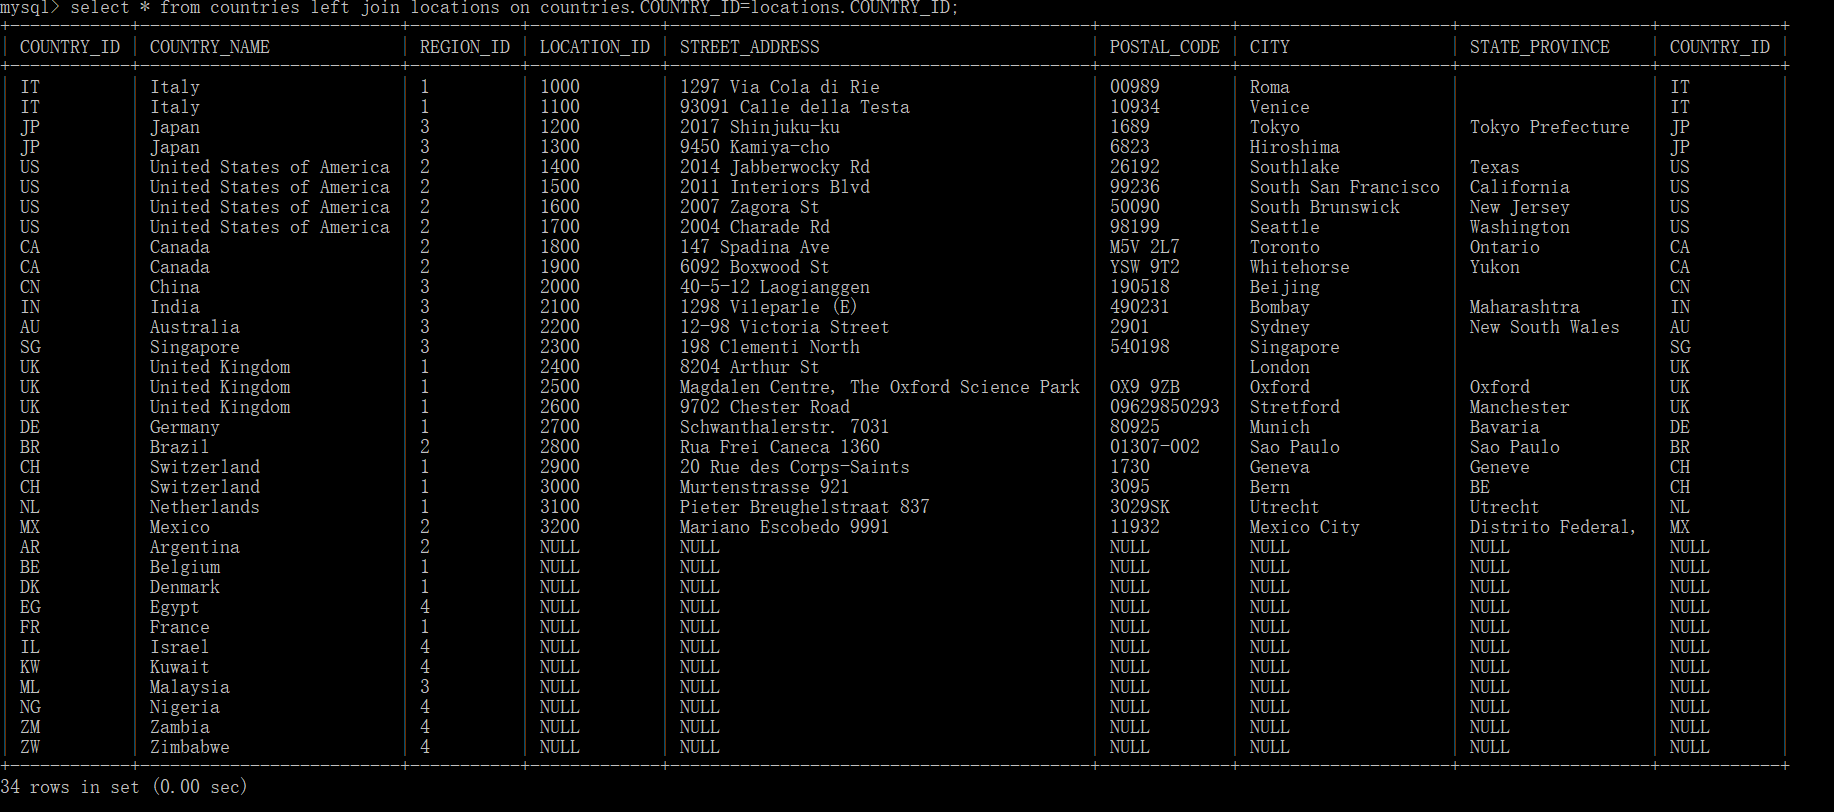 mysql> select * from countries left join locations on countries.COUNTRY_ID=locations.COUNTRY_ID;
COUNTRY_ID | COUNTRY_NAME | REGION_ID | LOCATION_ID | STREET_ADDRESS | POSTAL_CODE | CITY | STATE_PROVINCE | COUNTRY_ID
IT | Italy | 1 | 1000 | 1297 Via Cola di Rie | 00989 | Roma | | IT
IT | Italy | 1 | 1100 | 93091 Calle della Testa | 10934 | Venice | | IT
JP | Japan | 3 | 1200 | 2017 Shinjuku-ku | 1689 | Tokyo | Tokyo Prefecture | JP
JP | Japan | 3 | 1300 | 9450 Kamiya-cho | 6823 | Hiroshima | | JP
US | United States of America | 2 | 1400 | 2014 Jabberwocky Rd | 26192 | Southlake | Texas | US
US | United States of America | 2 | 1500 | 2011 Interiors Blvd | 99236 | South San Francisco | California | US
US | United States of America | 2 | 1600 | 2007 Zagora St | 50090 | South Brunswick | New Jersey | US
US | United States of America | 2 | 1700 | 2004 Charade Rd | 98199 | Seattle | Washington | US
CA | Canada | 2 | 1800 | 147 Spadina Ave | M5V 2L7 | Toronto | Ontario | CA
CA | Canada | 2 | 1900 | 6092 Boxwood St | YSW 9T2 | Whitehorse | Yukon | CA
CN | China | 3 | 2000 | 40-5-12 Laogianggen | 190518 | Beijing | | CN
IN | India | 3 | 2100 | 1298 Vileparle (E) | 490231 | Bombay | Maharashtra | IN
AU | Australia | 3 | 2200 | 12-98 Victoria Street | 2901 | Sydney | New South Wales | AU
SG | Singapore | 3 | 2300 | 198 Clementi North | 540198 | Singapore | | SG
UK | United Kingdom | 1 | 2400 | 8204 Arthur St | | London | | UK
UK | United Kingdom | 1 | 2500 | Magdalen Centre, The Oxford Science Park | OX9 9ZB | Oxford | Oxford | UK
UK | United Kingdom | 1 | 2600 | 9702 Chester Road | 09629850293 | Stretford | Manchester | UK
DE | Germany | 1 | 2700 | Schwanthalerstr. 7031 | 80925 | Munich | Bavaria | DE
BR | Brazil | 2 | 2800 | Rua Frei Caneca 1360 | 01307-002 | Sao Paulo | Sao Paulo | BR
CH | Switzerland | 1 | 2900 | 20 Rue des Corps-Saints | 1730 | Geneva | Geneve | CH
CH | Switzerland | 1 | 3000 | Murtenstrasse 921 | 3095 | Bern | BE | CH
NL | Netherlands | 1 | 3100 | Pieter Breughelstraat 837 | 3029SK | Utrecht | Utrecht | NL
MX | Mexico | 2 | 3200 | Mariano Escobedo 9991 | 11932 | Mexico City | Distrito Federal, | MX
AR | Argentina | 2 | NULL | NULL | NULL | NULL | NULL | NULL
BE | Belgium | 1 | NULL | NULL | NULL | NULL | NULL | NULL
DK | Denmark | 1 | NULL | NULL | NULL | NULL | NULL | NULL
EG | Egypt | 4 | NULL | NULL | NULL | NULL | NULL | NULL
FR | France | 1 | NULL | NULL | NULL | NULL | NULL | NULL
IL | Israel | 4 | NULL | NULL | NULL | NULL | NULL | NULL
KW | Kuwait | 4 | NULL | NULL | NULL | NULL | NULL | NULL
ML | Malaysia | 3 | NULL | NULL | NULL | NULL | NULL | NULL
NG | Nigeria | 4 | NULL | NULL | NULL | NULL | NULL | NULL
ZM | Zambia | 4 | NULL | NULL | NULL | NULL | NULL | NULL
ZW | Zimbabwe | 4 | NULL | NULL | NULL | NULL | NULL | NULL
34 rows in set (0.00 sec)